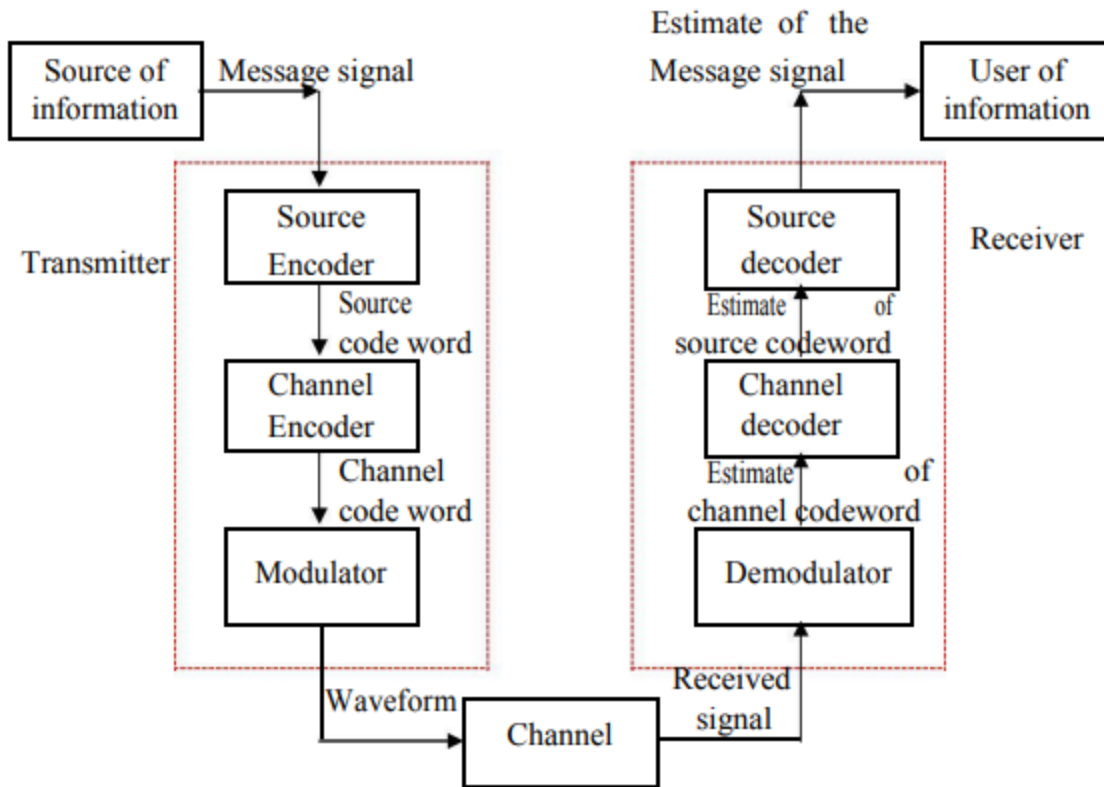 Source of
information
Message signal
Transmitter
Source
Encoder
Source
code word
Channel
Encoder
Channel
code word
Modulator
Waveform
Channel
Received
signal
Demodulator
Estimate of
channel codeword
Channel
decoder
Estimate of
source codeword
Source
decoder
Receiver
Estimate of the
Message signal
User of
information